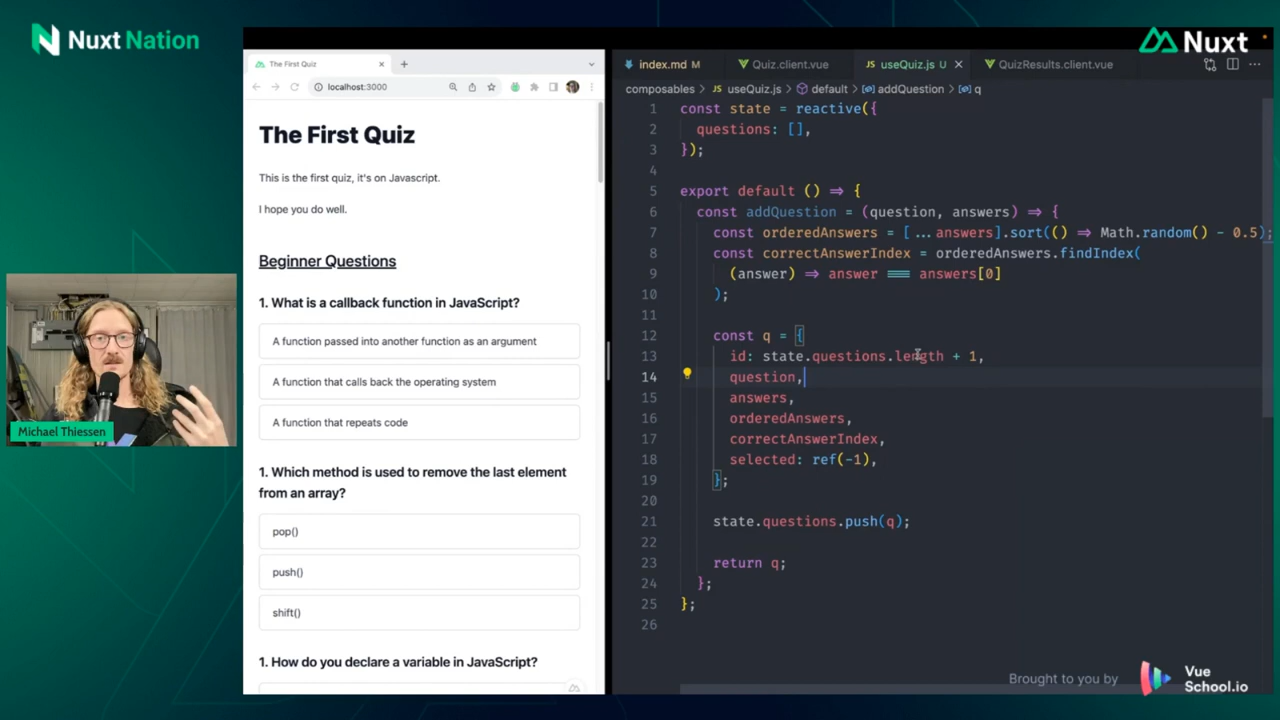 Nuxt Nation
Nuxt
The First Quiz
localhost:3000
The First Quiz
This is the first quiz, it's on Javascript.
I hope you do well.
Beginner Questions
1. What is a callback function in JavaScript?
A function passed into another function as an argument
A function that calls back the operating system
A function that repeats code
1. Which method is used to remove the last element
from an array?
pop()
push()
shift()
1. How do you declare a variable in JavaScript?
Michael Thiessen
index.md M
Quiz.client.vue
useQuiz.js U
QuizResults.client.vue
composables > JS useQuiz.js > default > addQuestion > q
1 const state = reactive({
2 questions: [],
3 });
4
5 export default () => {
6 const addQuestion = (question, answers) => {
7 const orderedAnswers = [...answers].sort(() => Math.random() - 0.5);
8 const correctAnswerIndex = orderedAnswers.findIndex(
9 (answer) => answer === answers[0]
10 );
11
12 const q = {
13 id: state.questions.length + 1,
14 question,
15 answers,
16 orderedAnswers,
17 correctAnswerIndex,
18 selected: ref(-1),
19 };
20
21 state.questions.push(q);
22
23 return q;
24 };
25 };
26
Brought to you by
Vue
School.io